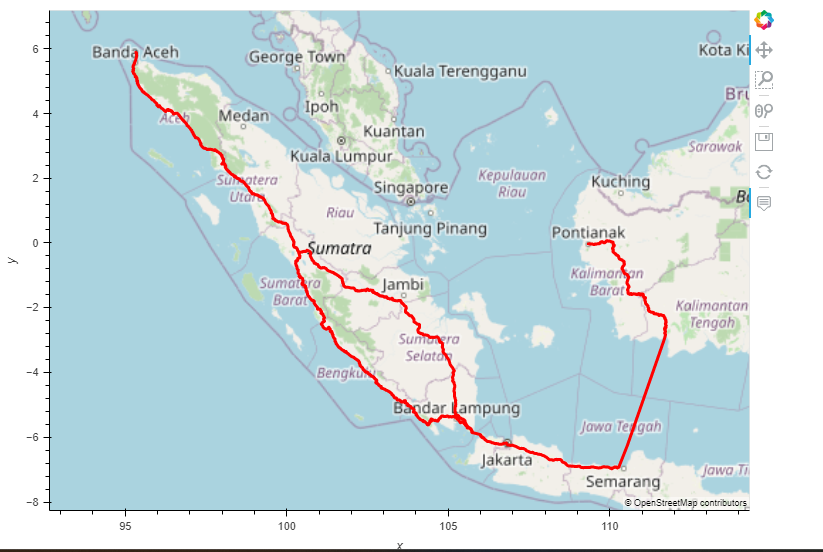 6
Banda Aceh
George Town
Kota Ki
Kuala Terengganu
Bru
4
Ipoh
Medan
Aceh
Kuantan
Sarawak
Kuala Lumpur
2
Sumatera
Utara
Singapore
Kepulauan
Riau
Kuching
Riau
Tanjung Pinang
Pontianak
0
Sumatra
y
Sumatera
Barat
Jambi
Kalimantan
Barat
−2
Kalimantan
Tengah
Sumatera
Selatan
−4
Bengkulu
Bandar Lampung
−6
Jawa Tengah
Jakarta
Semarang
Jawa Ti
−8
© OpenStreetMap contributors
95
100
105
110
x